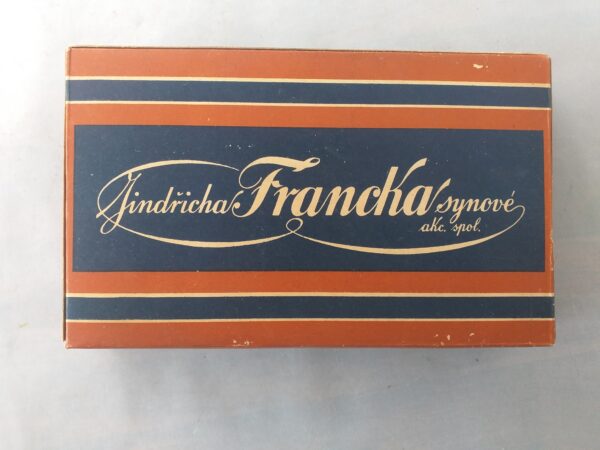 Jindřicha Francka synové
akc. spol.